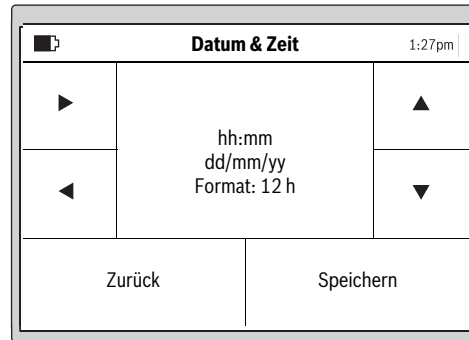 Datum & Zeit
1:27pm
hh:mm
dd/mm/yy
Format: 12 h
Zurück
Speichern